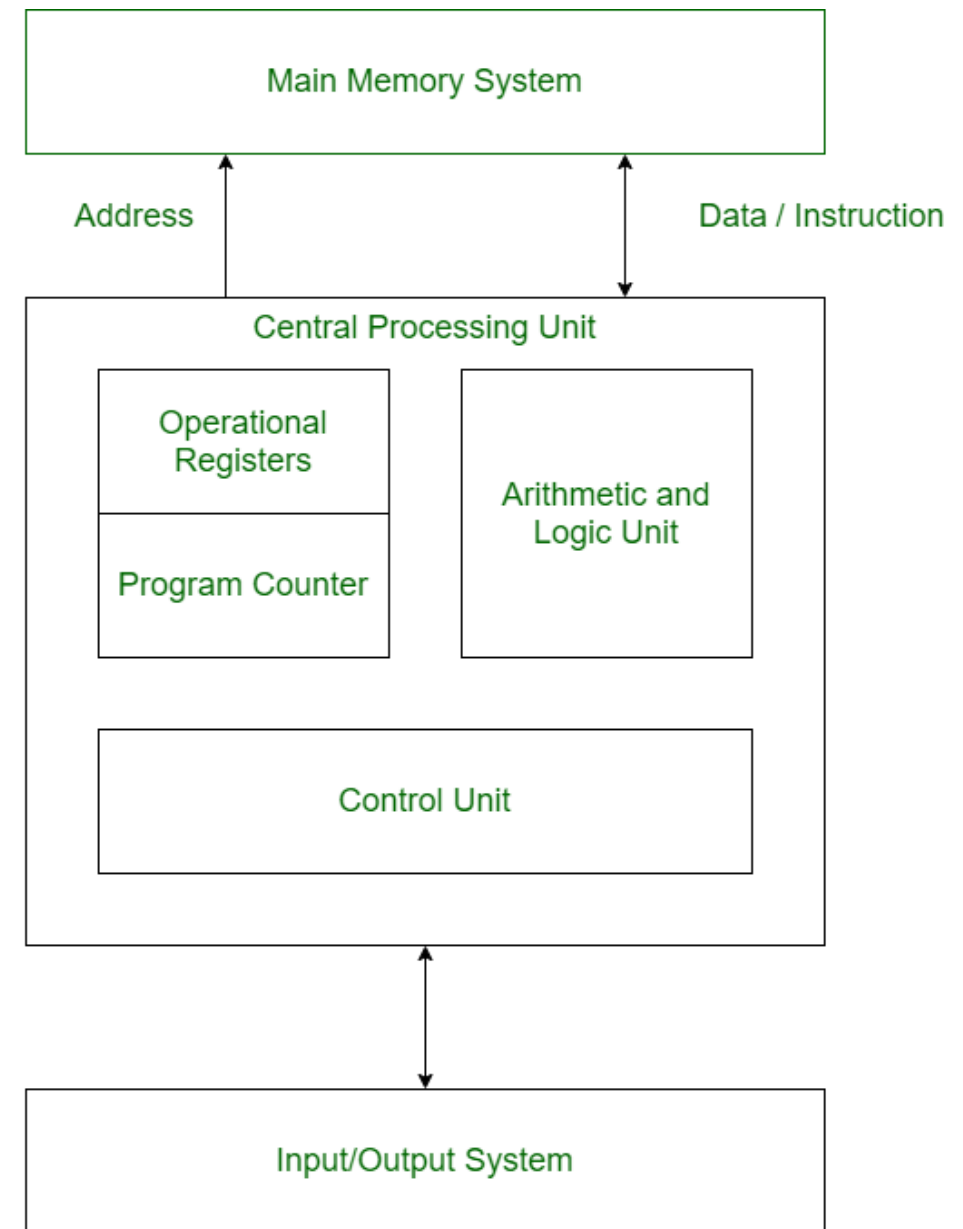 Main Memory System
Address
Data / Instruction
Central Processing Unit
Operational
Registers
Arithmetic and
Logic Unit
Program Counter
Control Unit
Input/Output System